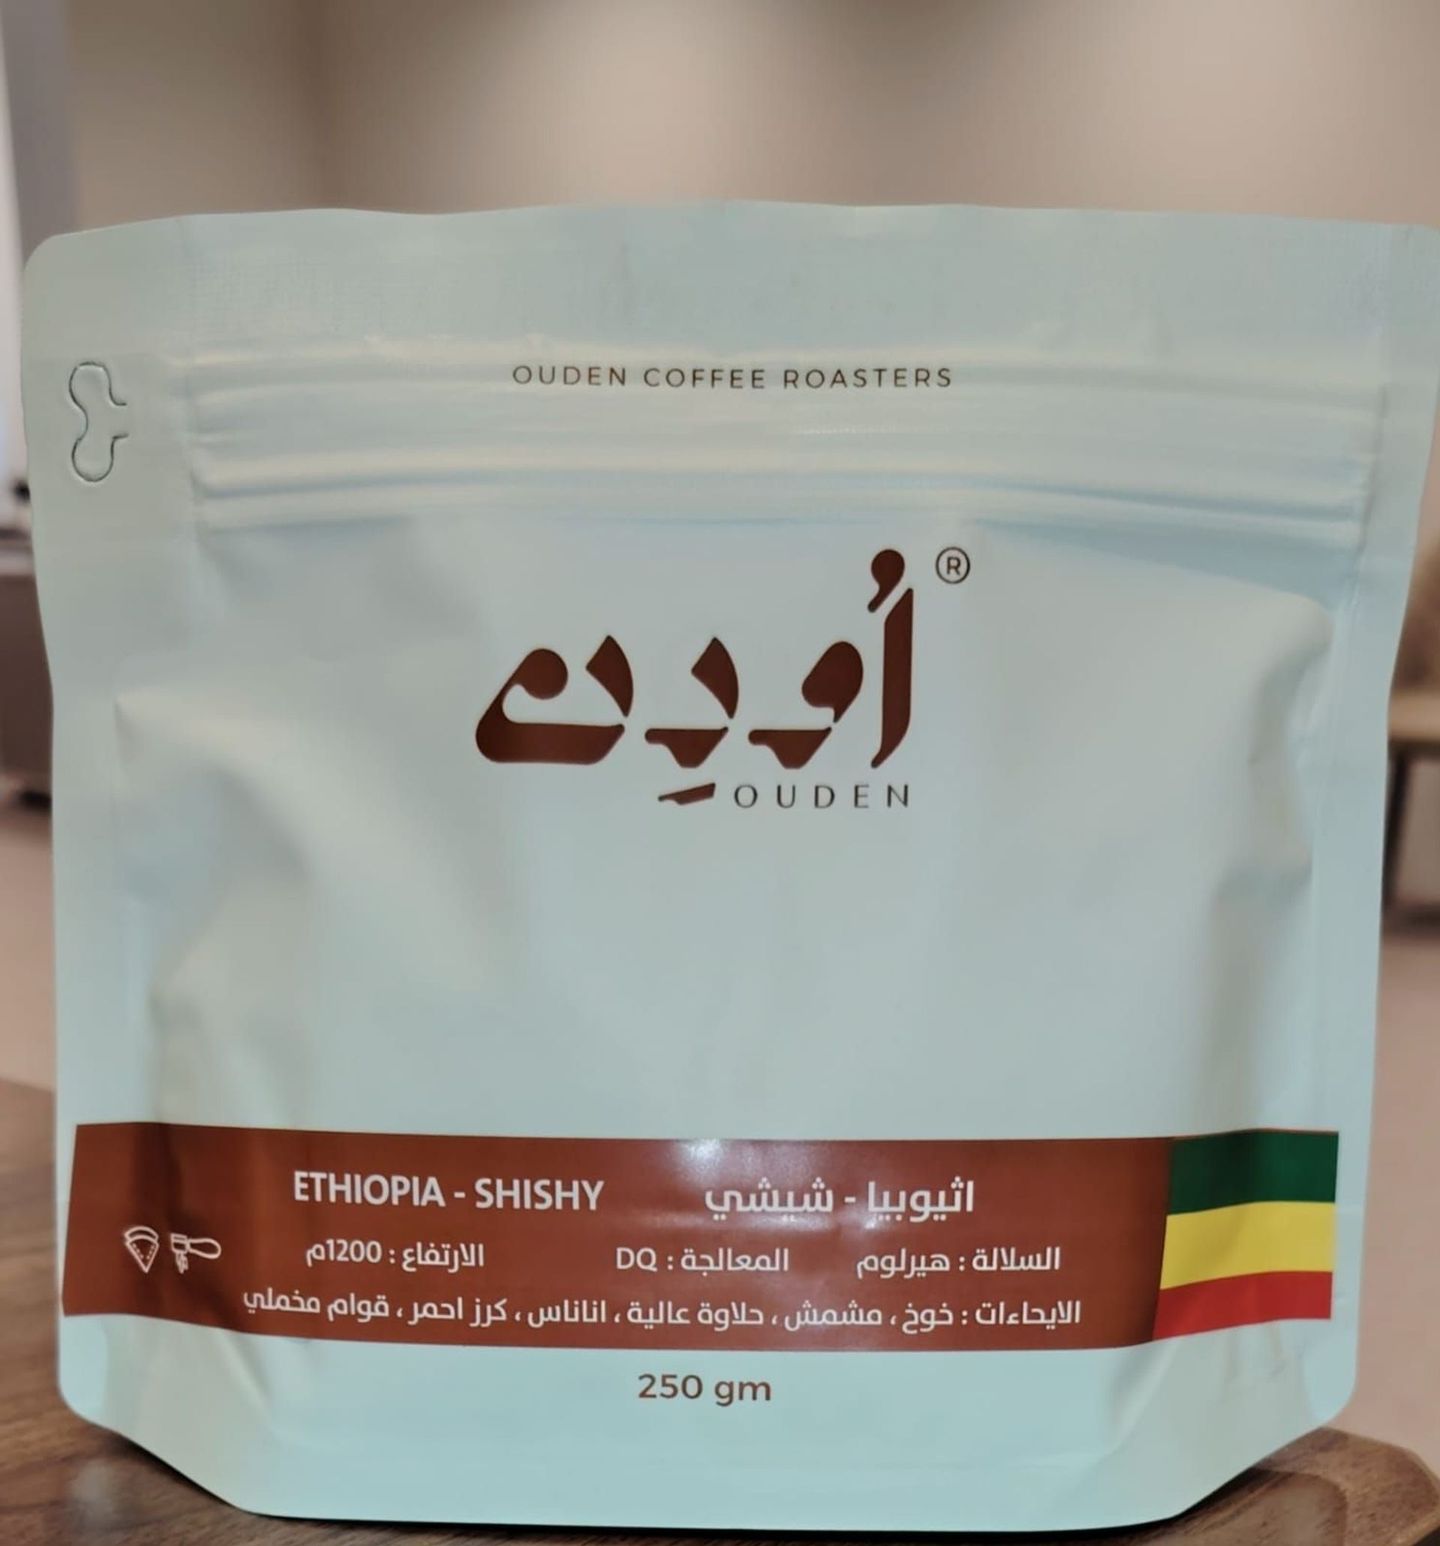 OUDEN COFFEE ROASTERS
أُودن ®
OUDEN
ETHIOPIA - SHISHY اثيوبيا - شيشي
السلالة : هيرلوم المعالجة : DQ الارتفاع : 1200م
الايحاءات : خوخ ، مشمش ، حلاوة عالية ، اناناس ، كرز احمر ، قوام مخملي
250 gm